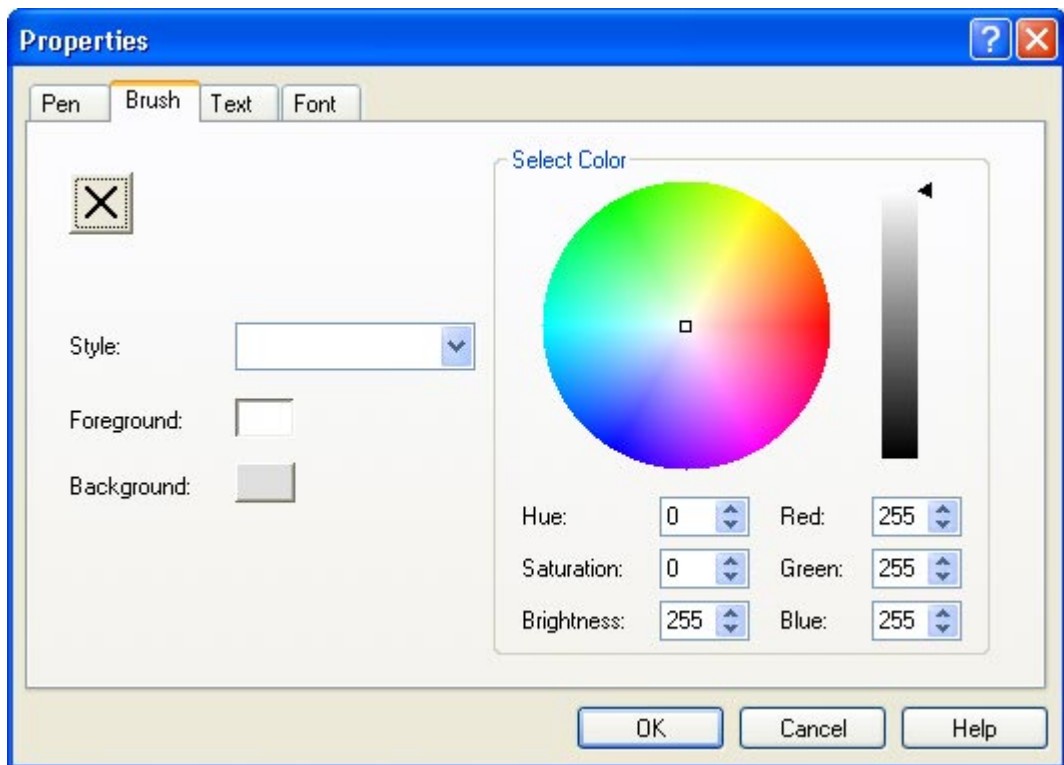 Properties
Pen Brush Text Font
Select Color
Style:
Foreground:
Background:
Hue: 0 Red: 255
Saturation: 0 Green: 255
Brightness: 255 Blue: 255
OK Cancel Help